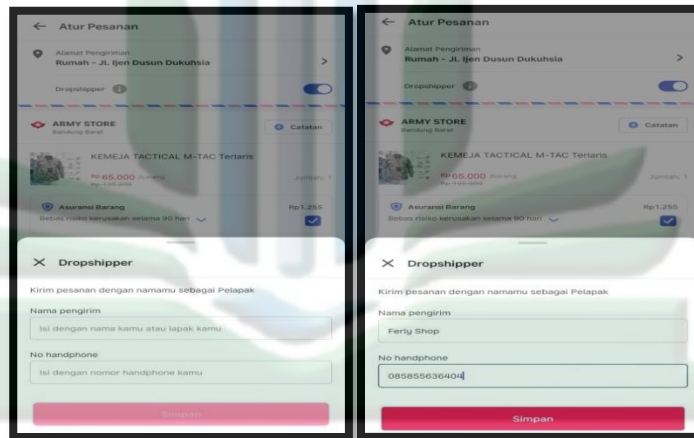 ← Atur Pesanan
Alamat Pengiriman
Rumah - Jl. Ijen Dusun Dukuhsia
Dropshipper
ARMY STORE
Bandung Barat
Catatan
KEMEJA TACTICAL M-TAC Terlaris
Rp65.000 /barang
Jumlah: 1
Asuransi Barang
Rp1.255
Bebas risiko kerusakan selama 90 hari
Dropshipper
Kirim pesanan dengan namamu sebagai Pelapak
Nama pengirim
Isi dengan nama kamu atau lapak kamu
No handphone
Isi dengan nomor handphone kamu
Simpan
← Atur Pesanan
Alamat Pengiriman
Rumah - Jl. Ijen Dusun Dukuhsia
Dropshipper
ARMY STORE
Bandung Barat
Catatan
KEMEJA TACTICAL M-TAC Terlaris
Rp65.000 /barang
Jumlah: 1
Asuransi Barang
Rp1.255
Bebas risiko kerusakan selama 90 hari
Dropshipper
Kirim pesanan dengan namamu sebagai Pelapak
Nama pengirim
Ferly Shop
No handphone
085855636404
Simpan